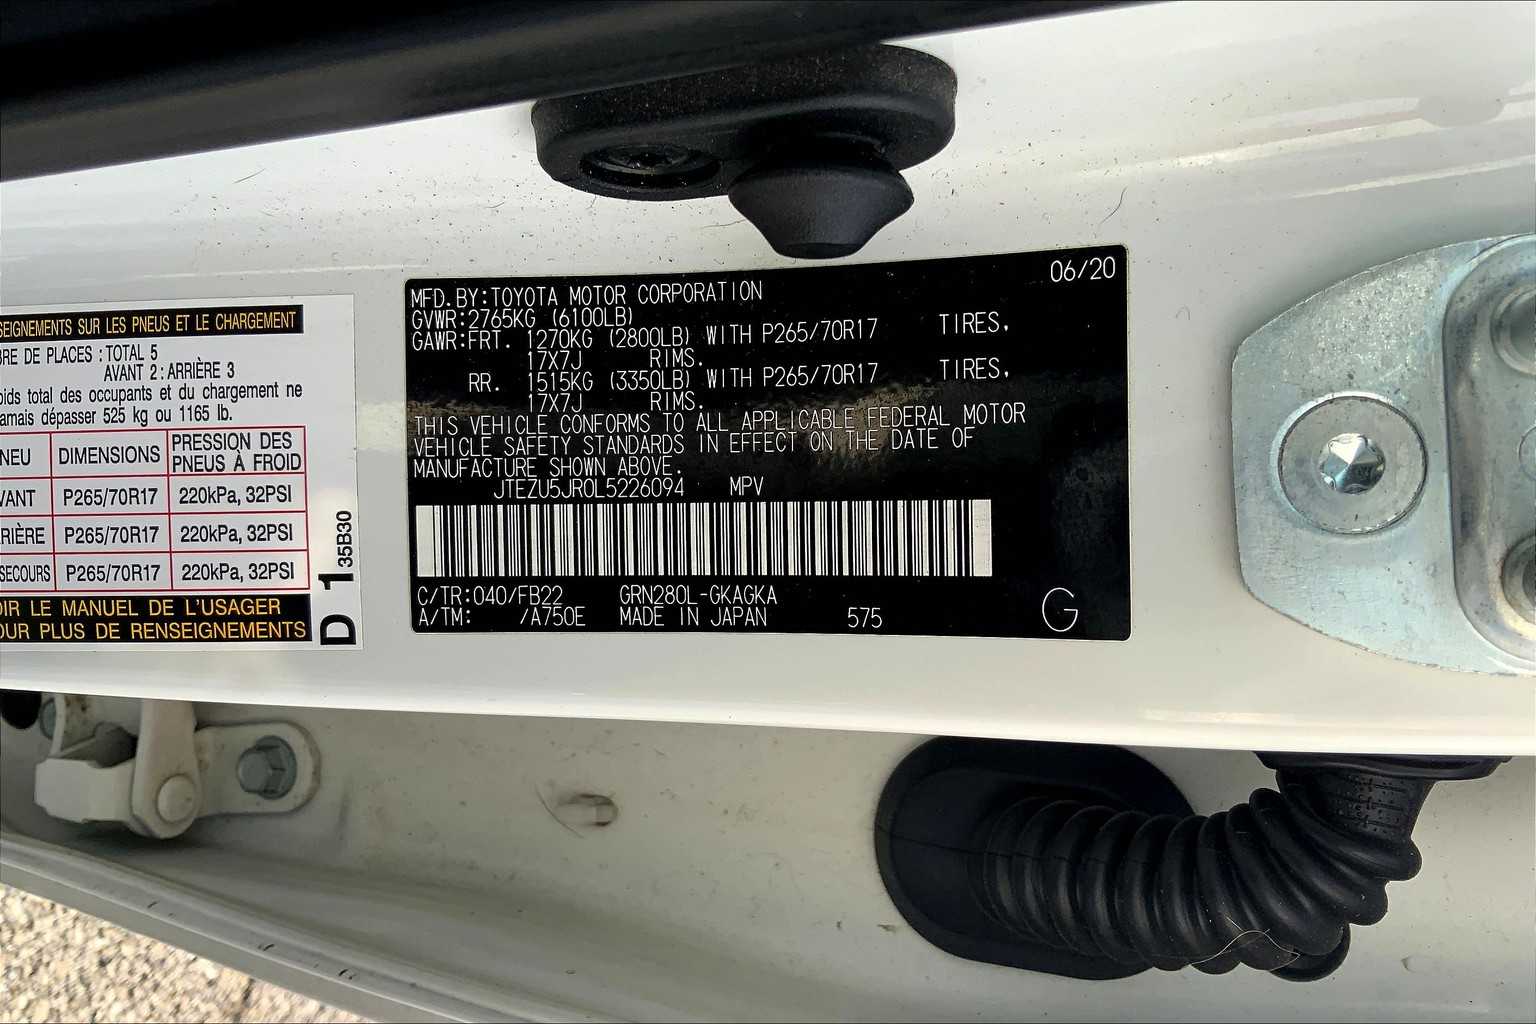 SEIGNEMENTS SUR LES PNEUS ET LE CHARGEMENT
BRE DE PLACES : TOTAL 5
AVANT 2 : ARRIÈRE 3
oids total des occupants et du chargement ne
amais dépasser 525 kg ou 1165 lb.
NEU DIMENSIONS PRESSION DES PNEUS À FROID
VANT P265/70R17 220kPa, 32PSI
RIÈRE P265/70R17 220kPa, 32PSI
SECOURS P265/70R17 220kPa, 32PSI
OIR LE MANUEL DE L'USAGER
OUR PLUS DE RENSEIGNEMENTS
D 1 35B30
06/20
MFD.BY:TOYOTA MOTOR CORPORATION
GVWR:2765KG (6100LB)
GAWR:FRT. 1270KG (2800LB) WITH P265/70R17 TIRES,
17X7J RIMS.
RR. 1515KG (3350LB) WITH P265/70R17 TIRES,
17X7J RIMS.
THIS VEHICLE CONFORMS TO ALL APPLICABLE FEDERAL MOTOR
VEHICLE SAFETY STANDARDS IN EFFECT ON THE DATE OF
MANUFACTURE SHOWN ABOVE.
JTEZU5JR0L5226094 MPV
C/TR:040/FB22 GRN280L-GKAGKA
A/TM: /A750E MADE IN JAPAN 575
G